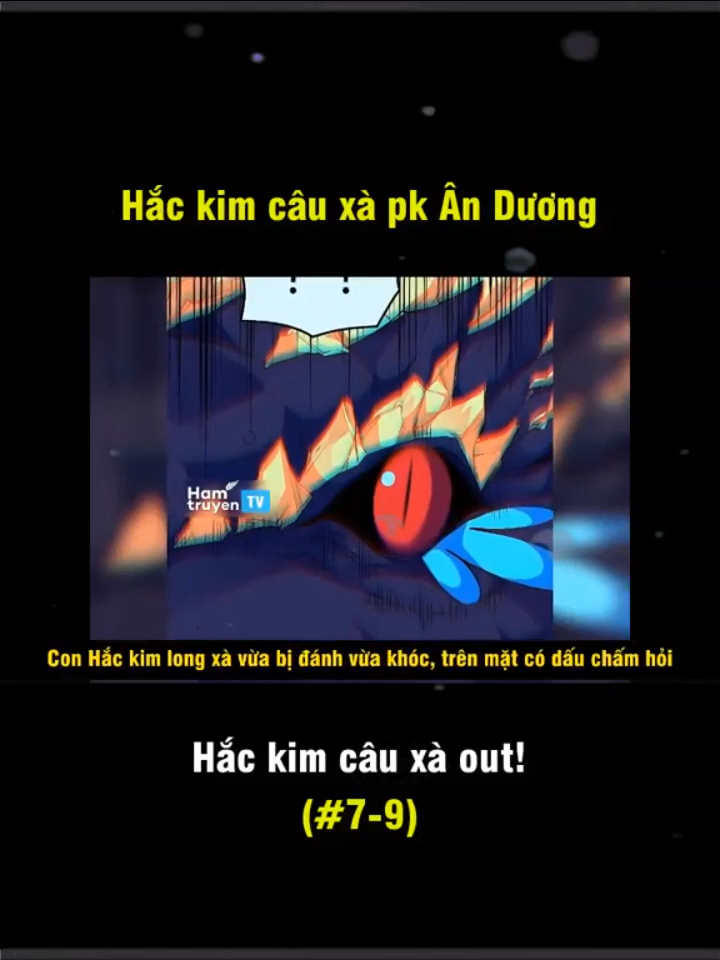 Hắc kim câu xà pk Ân Dương
Ham
truyen TV
Con Hắc kim long xà vừa bị đánh vừa khóc, trên mặt có dấu chấm hỏi
Hắc kim câu xà out!
(#7-9)